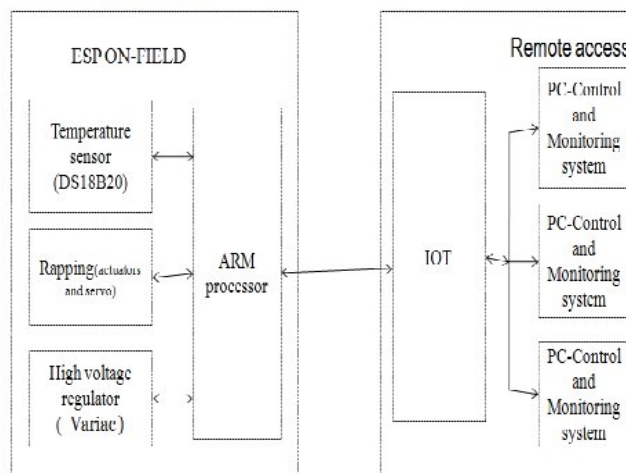 ESP ON-FIELD
Temperature
sensor
(DS18B20)
Rapping(actuators
and servo)
High voltage
regulator
( Variac )
ARM
processor
Remote access
IOT
PC-Control
and
Monitoring
system
PC-Control
and
Monitoring
system
PC-Control
and
Monitoring
system